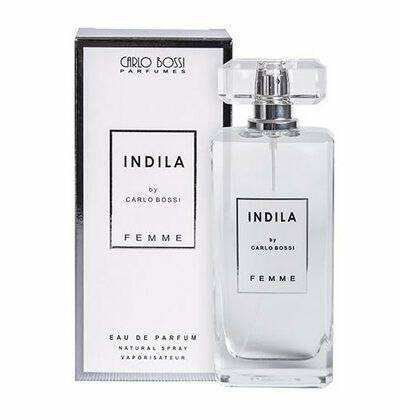 CARLO BOSSI
PARFUMES
INDILA
by
CARLO BOSSI
FEMME
EAU DE PARFUM
NATURAL SPRAY
VAPORISATEUR
INDILA
by
CARLO BOSSI
FEMME